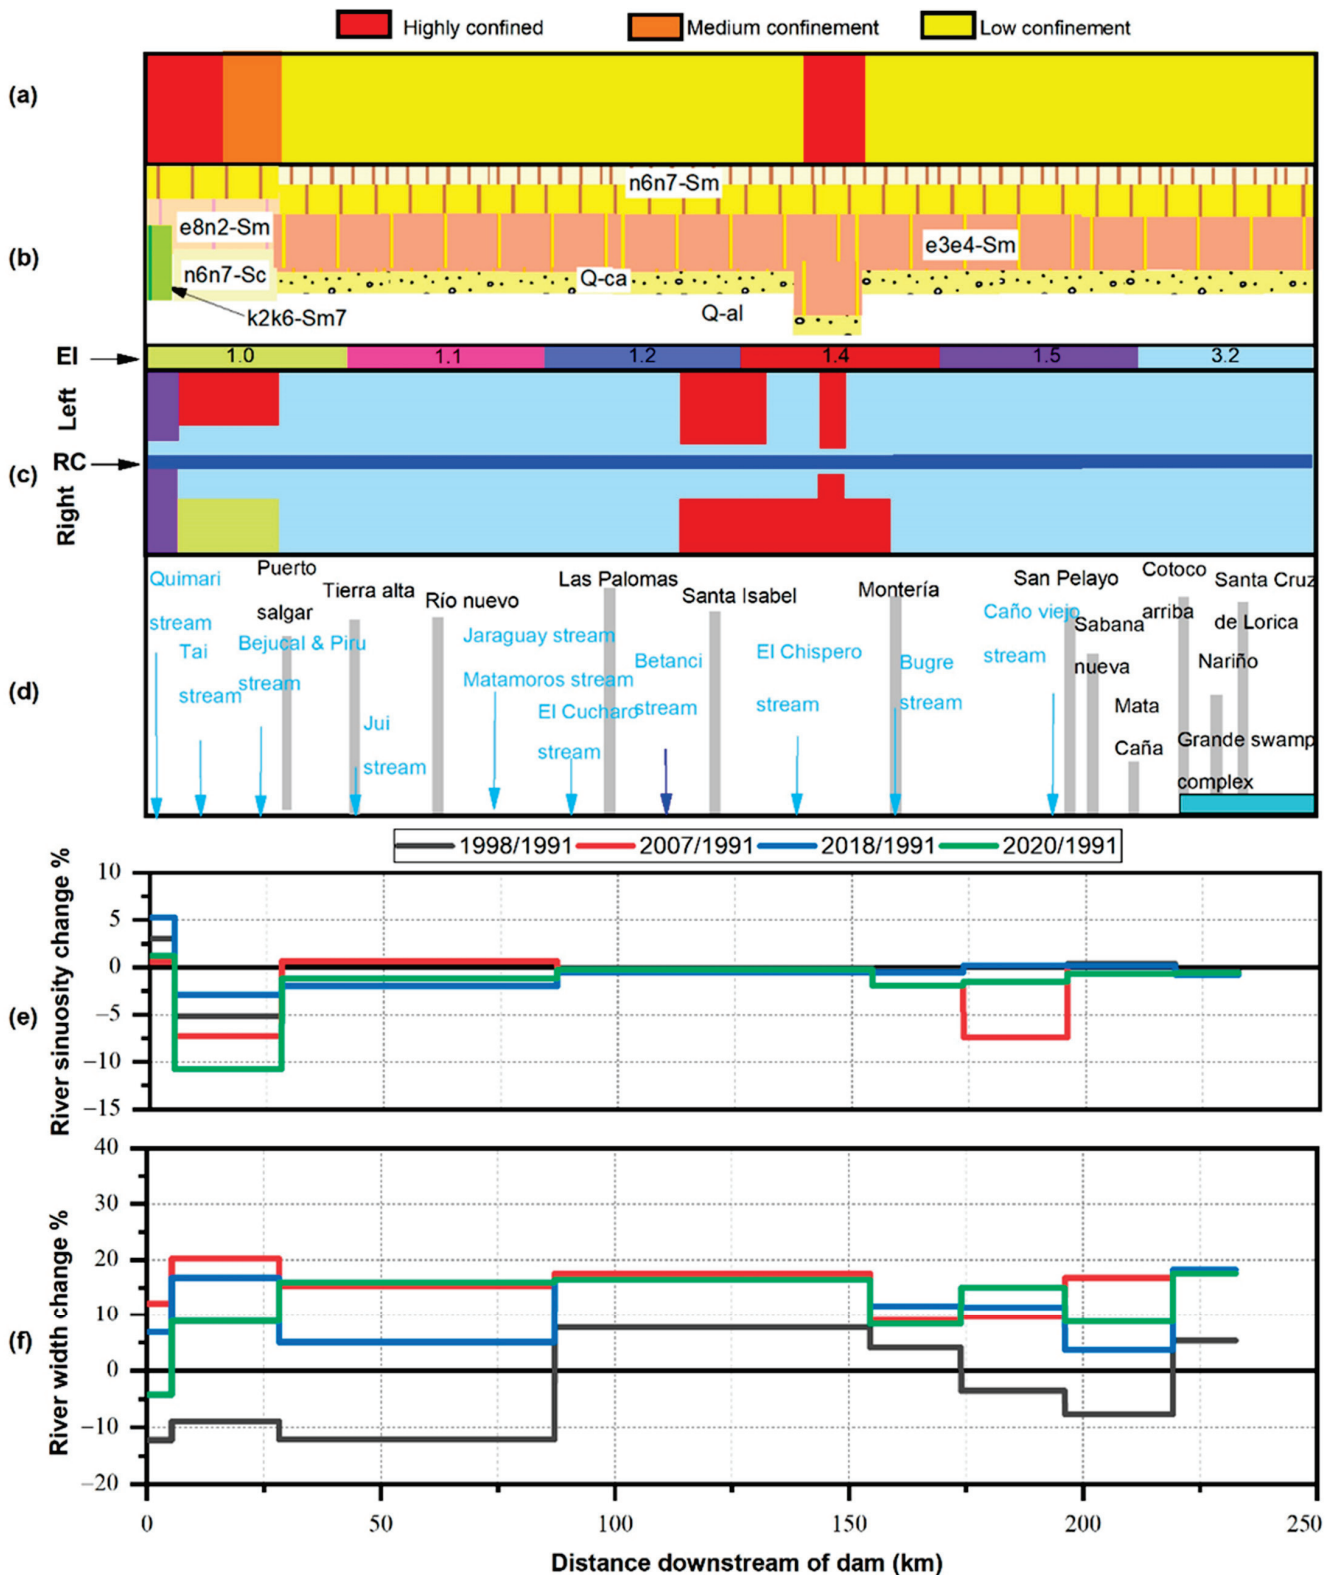 Highly confined Medium confinement Low confinement
(a)
n6n7-Sm
e8n2-Sm
e3e4-Sm
(b)
n6n7-Sc
Q-ca
k2k6-Sm7
Q-al
EI 1.0 1.1 1.2 1.4 1.5 3.2
Left
RC
(c)
Right
Quimari
stream
Tai
stream
Puerto
salgar
Bejucal & Piru
stream
Tierra alta
Jui
stream
Río nuevo
Jaraguay stream
Matamoros stream
El Cucharo
stream
Las Palomas
Betanci
stream
Santa Isabel
El Chispero
stream
Montería
Bugre
stream
San Pelayo
Caño viejo
stream
Sabana
nueva
Mata
Caña
Cotoco
arriba
Santa Cruz
de Lorica
Nariño
Grande swamp
complex
(d)
1998/1991 2007/1991 2018/1991 2020/1991
River sinuosity change %
10
5
0
−5
−10
−15
(e)
River width change %
40
30
20
10
0
−10
−20
(f)
0 50 100 150 200 250
Distance downstream of dam (km)